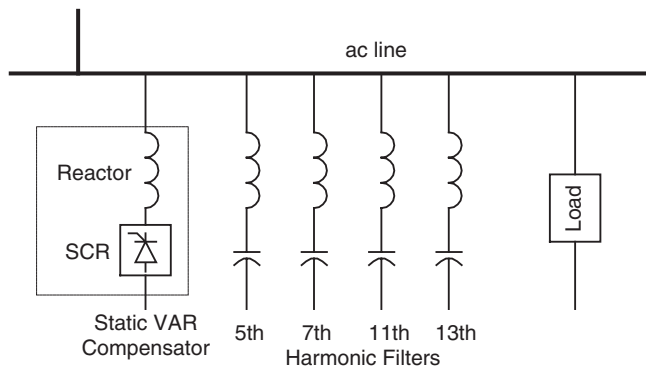 ac line
Reactor
SCR
Load
Static VAR
Compensator
5th
7th
11th
13th
Harmonic Filters